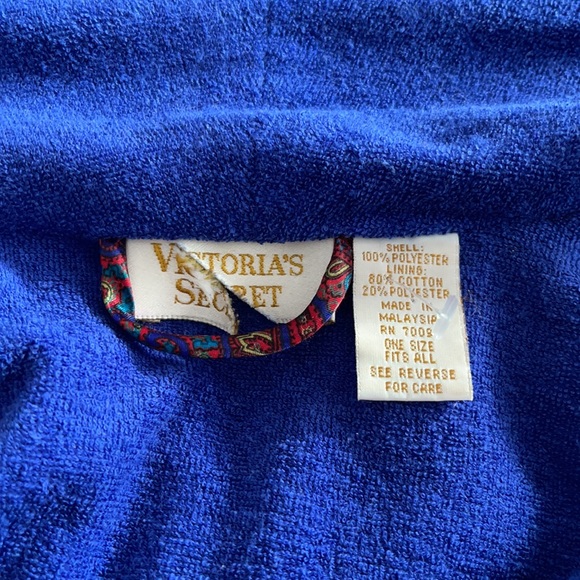 VICTORIA'S
SECRET
SHELL:
100% POLYESTER
LINING:
80% COTTON
20% POLYESTER
MADE IN
MALAYSIA
RN 7009
ONE SIZE
FITS ALL
SEE REVERSE
FOR CARE